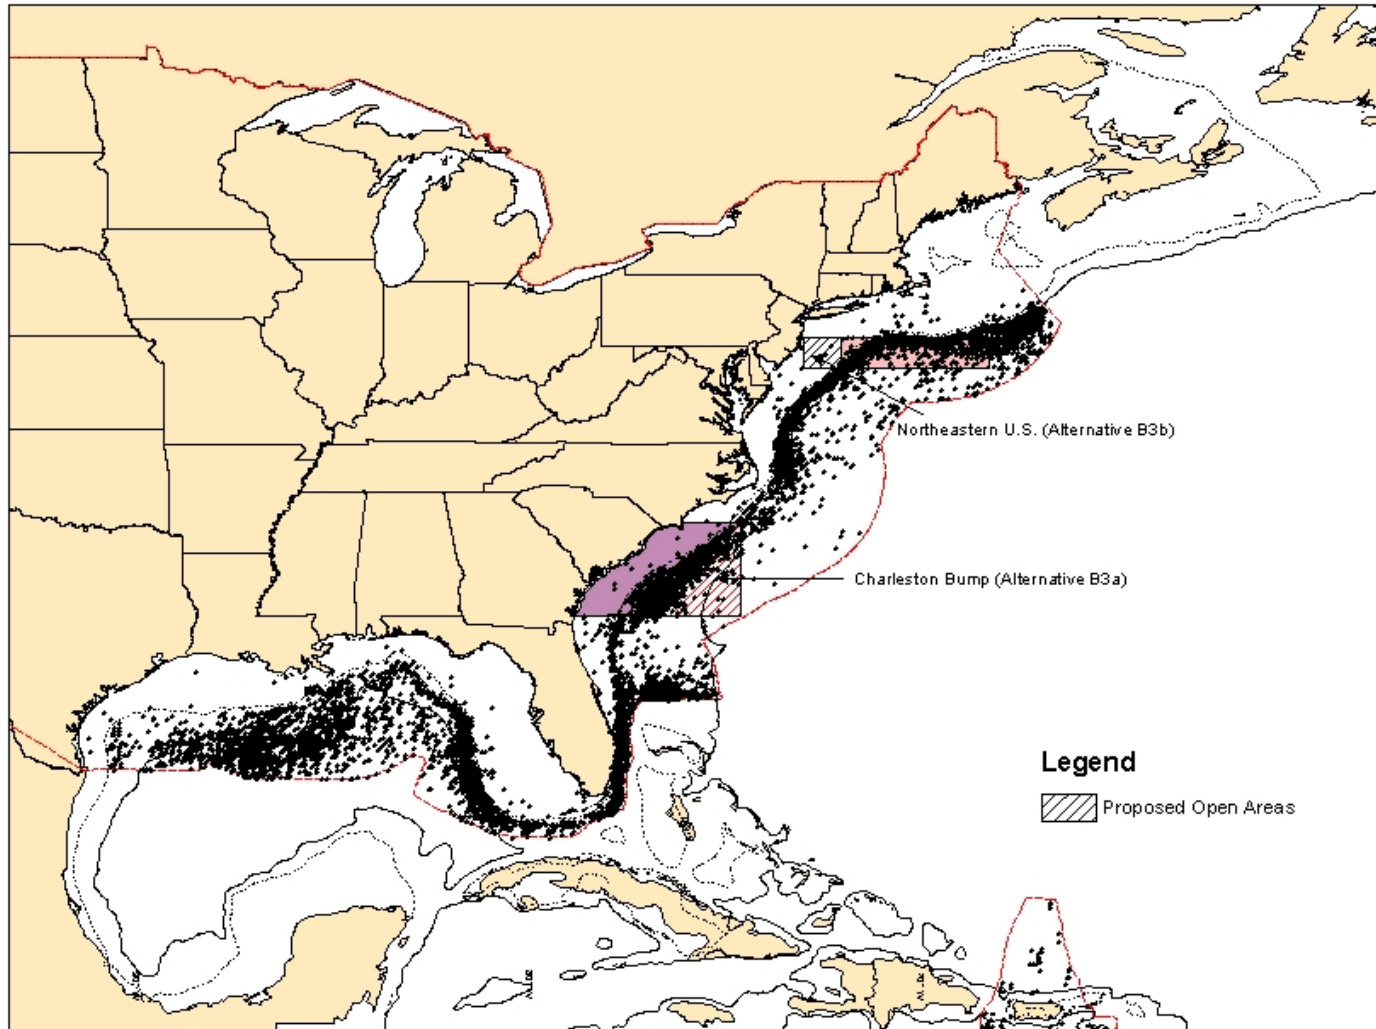 Northeastern U.S. (Alternative B3b)
Charleston Bump (Alternative B3a)
Legend
Proposed Open Areas